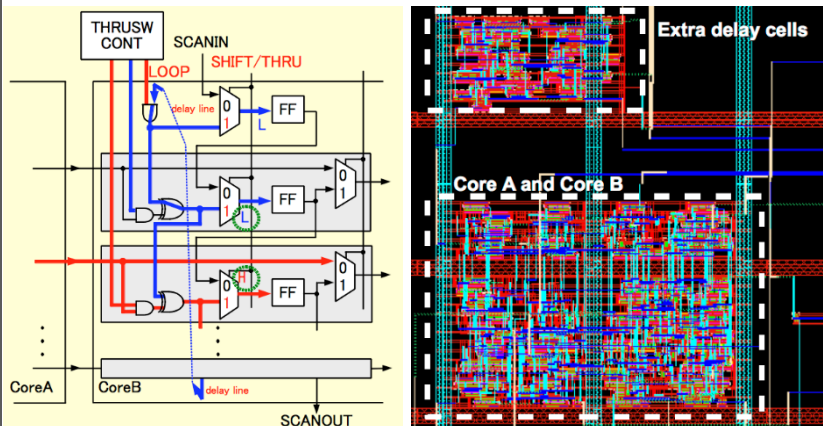 THRUSW
CONT
SCANIN
SHIFT/THRU
LOOP
delay line
0
1
L
FF
0
1
0
1
L
FF
0
1
H
0
1
FF
CoreA
CoreB
delay line
SCANOUT
Extra delay cells
Core A and Core B